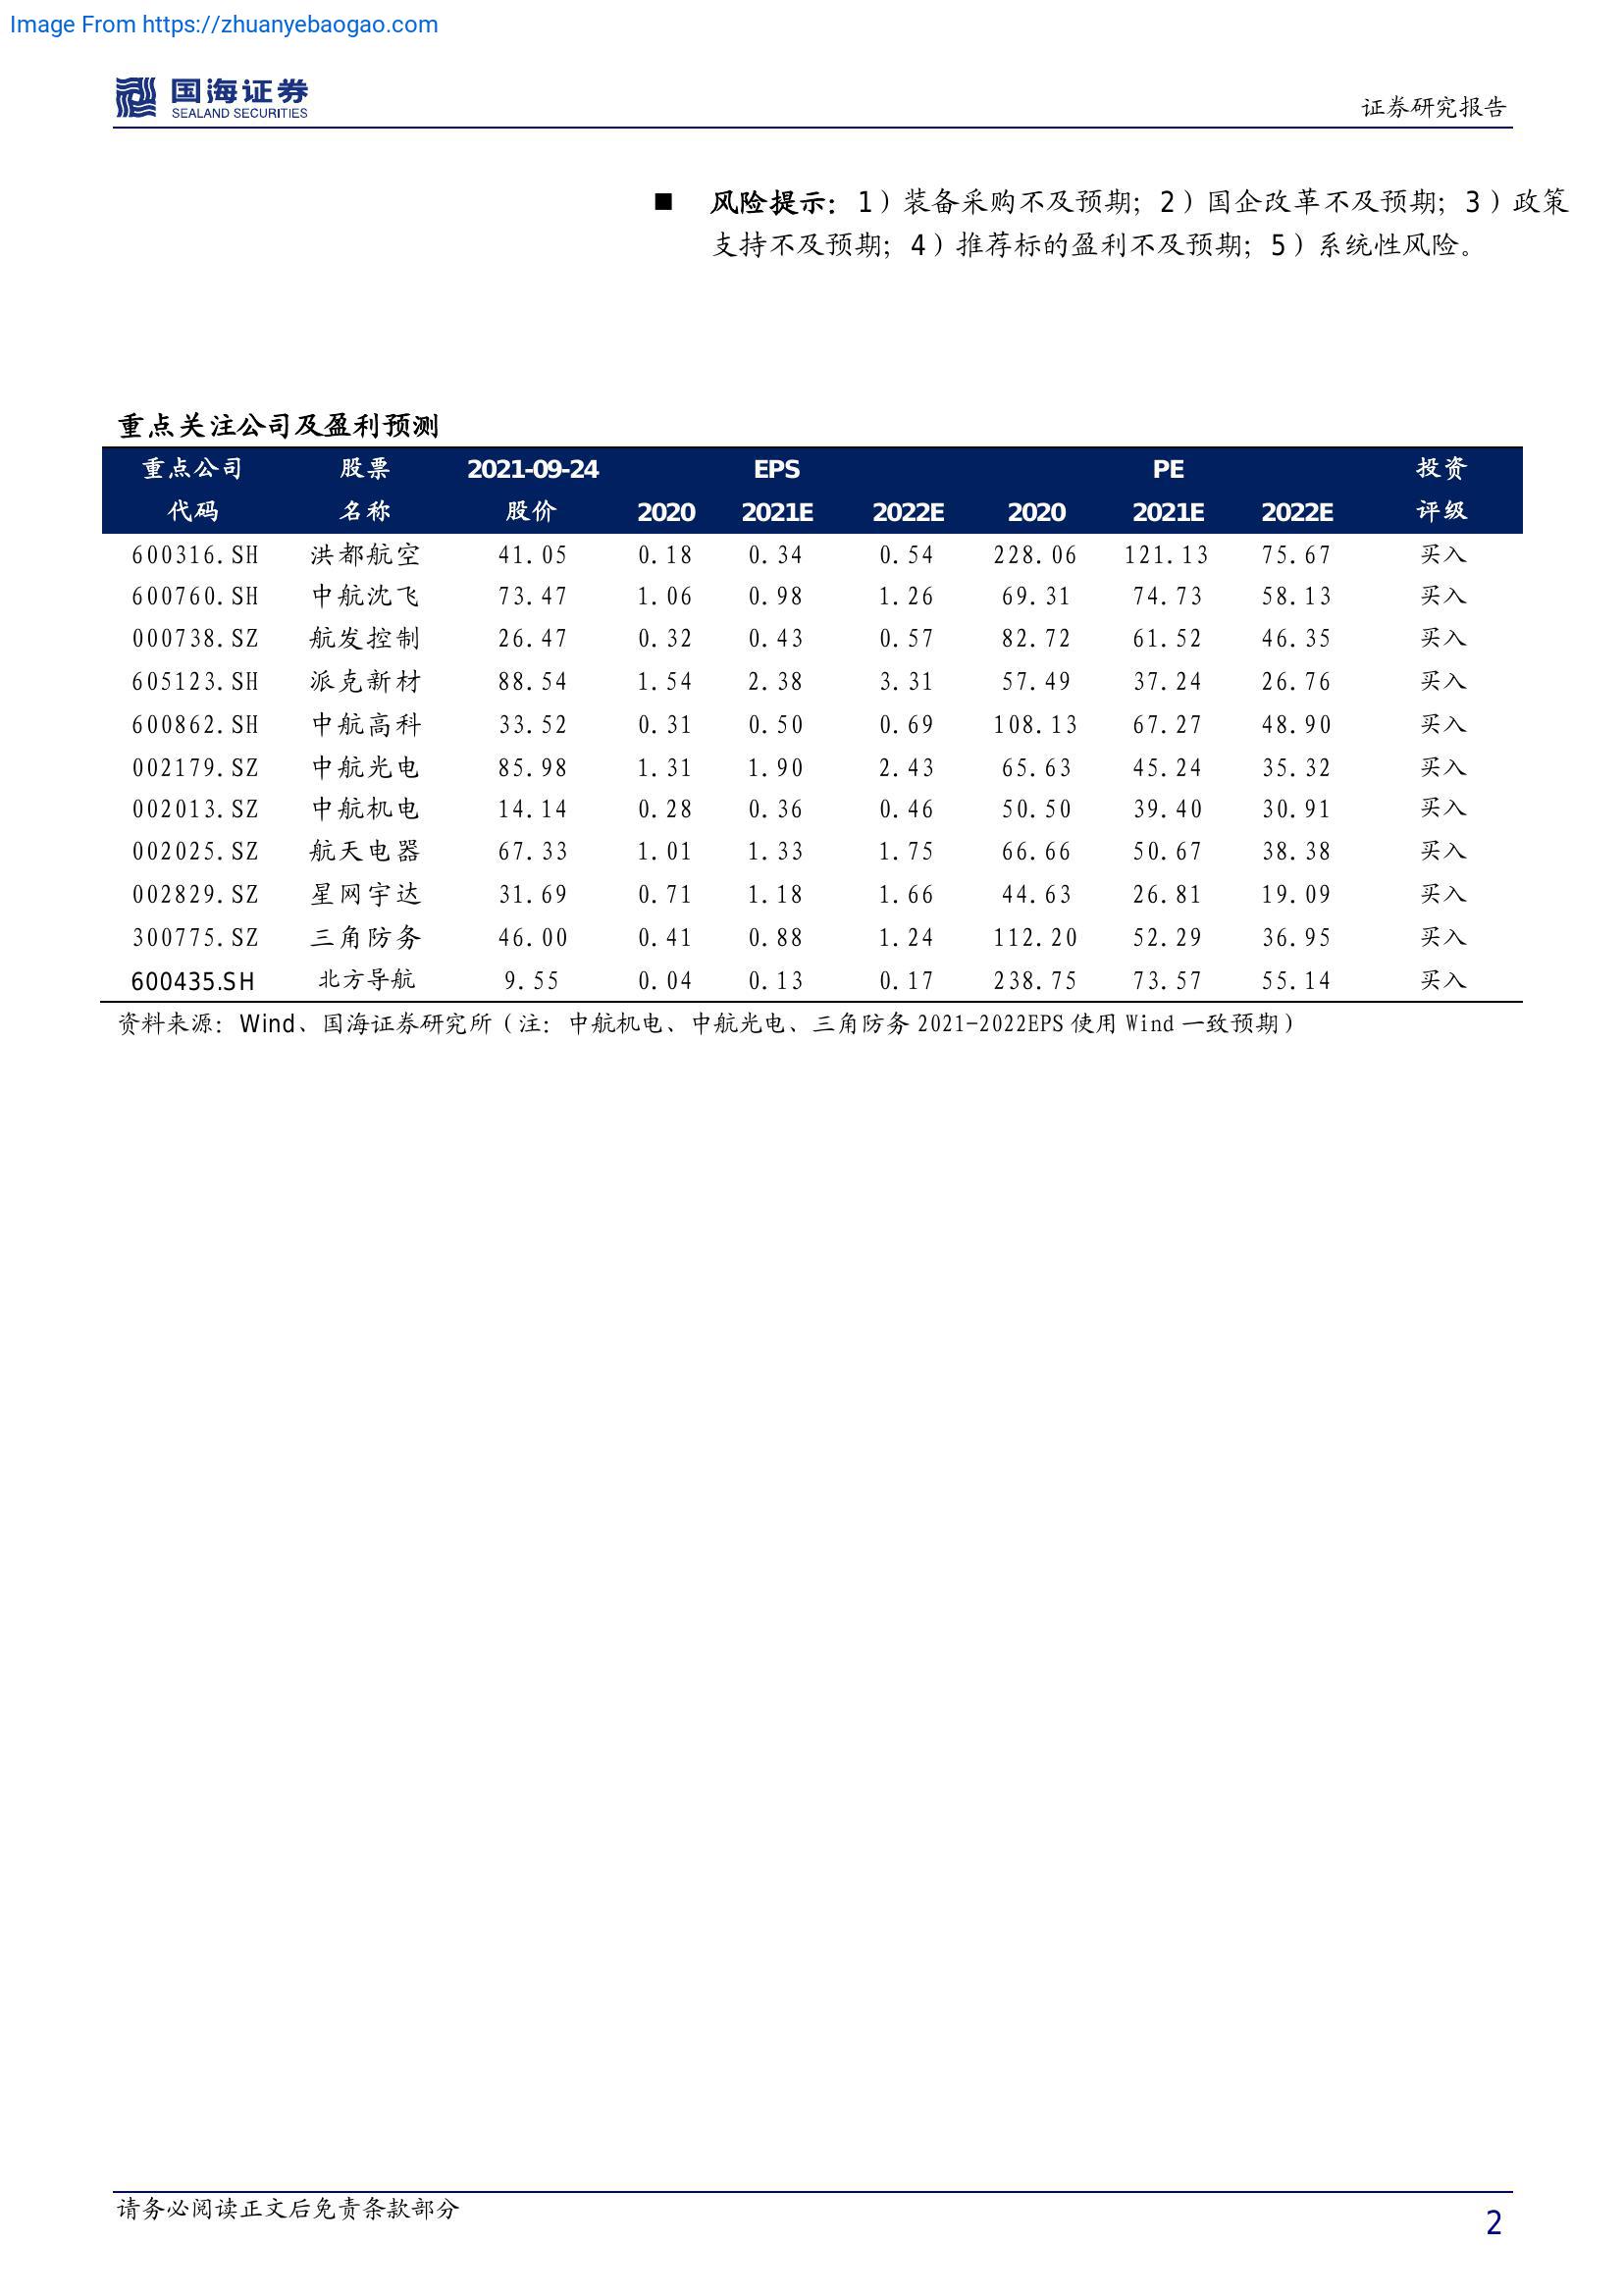 Image From https://zhuanyebaogao.com
国海证券
SEALAND SECURITIES
证券研究报告
■ 风险提示：1）装备采购不及预期；2）国企改革不及预期；3）政策
支持不及预期；4）推荐标的盈利不及预期；5）系统性风险。
重点关注公司及盈利预测
重点公司 股票 2021-09-24 EPS PE 投资
代码 名称 股价 2020 2021E 2022E 2020 2021E 2022E 评级
600316.SH 洪都航空 41.05 0.18 0.34 0.54 228.06 121.13 75.67 买入
600760.SH 中航沈飞 73.47 1.06 0.98 1.26 69.31 74.73 58.13 买入
000738.SZ 航发控制 26.47 0.32 0.43 0.57 82.72 61.52 46.35 买入
605123.SH 派克新材 88.54 1.54 2.38 3.31 57.49 37.24 26.76 买入
600862.SH 中航高科 33.52 0.31 0.50 0.69 108.13 67.27 48.90 买入
002179.SZ 中航光电 85.98 1.31 1.90 2.43 65.63 45.24 35.32 买入
002013.SZ 中航机电 14.14 0.28 0.36 0.46 50.50 39.40 30.91 买入
002025.SZ 航天电器 67.33 1.01 1.33 1.75 66.66 50.67 38.38 买入
002829.SZ 星网宇达 31.69 0.71 1.18 1.66 44.63 26.81 19.09 买入
300775.SZ 三角防务 46.00 0.41 0.88 1.24 112.20 52.29 36.95 买入
600435.SH 北方导航 9.55 0.04 0.13 0.17 238.75 73.57 55.14 买入
资料来源：Wind、国海证券研究所（注：中航机电、中航光电、三角防务 2021-2022EPS 使用 Wind 一致预期）
请务必阅读正文后免责条款部分
2